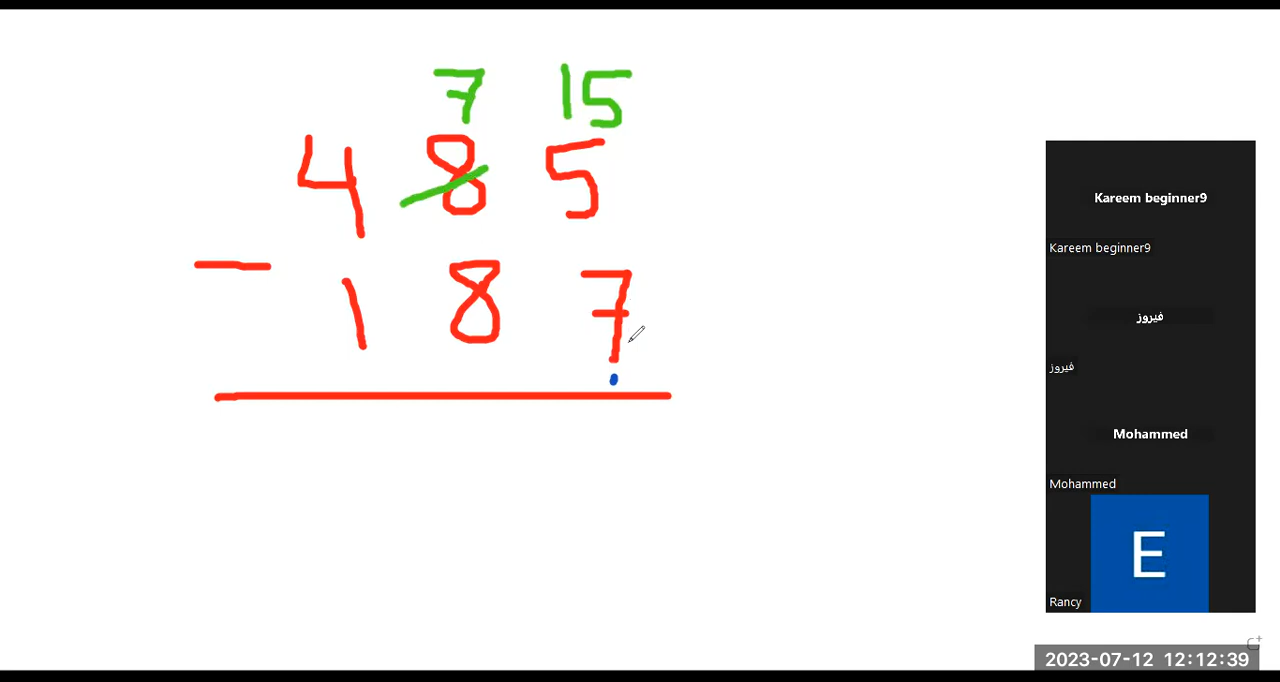 7 15
4 8 5
− 1 8 7
Kareem beginner9
Kareem beginner9
فيروز
فيروز
Mohammed
Mohammed
E
Rancy
2023-07-12 12:12:39